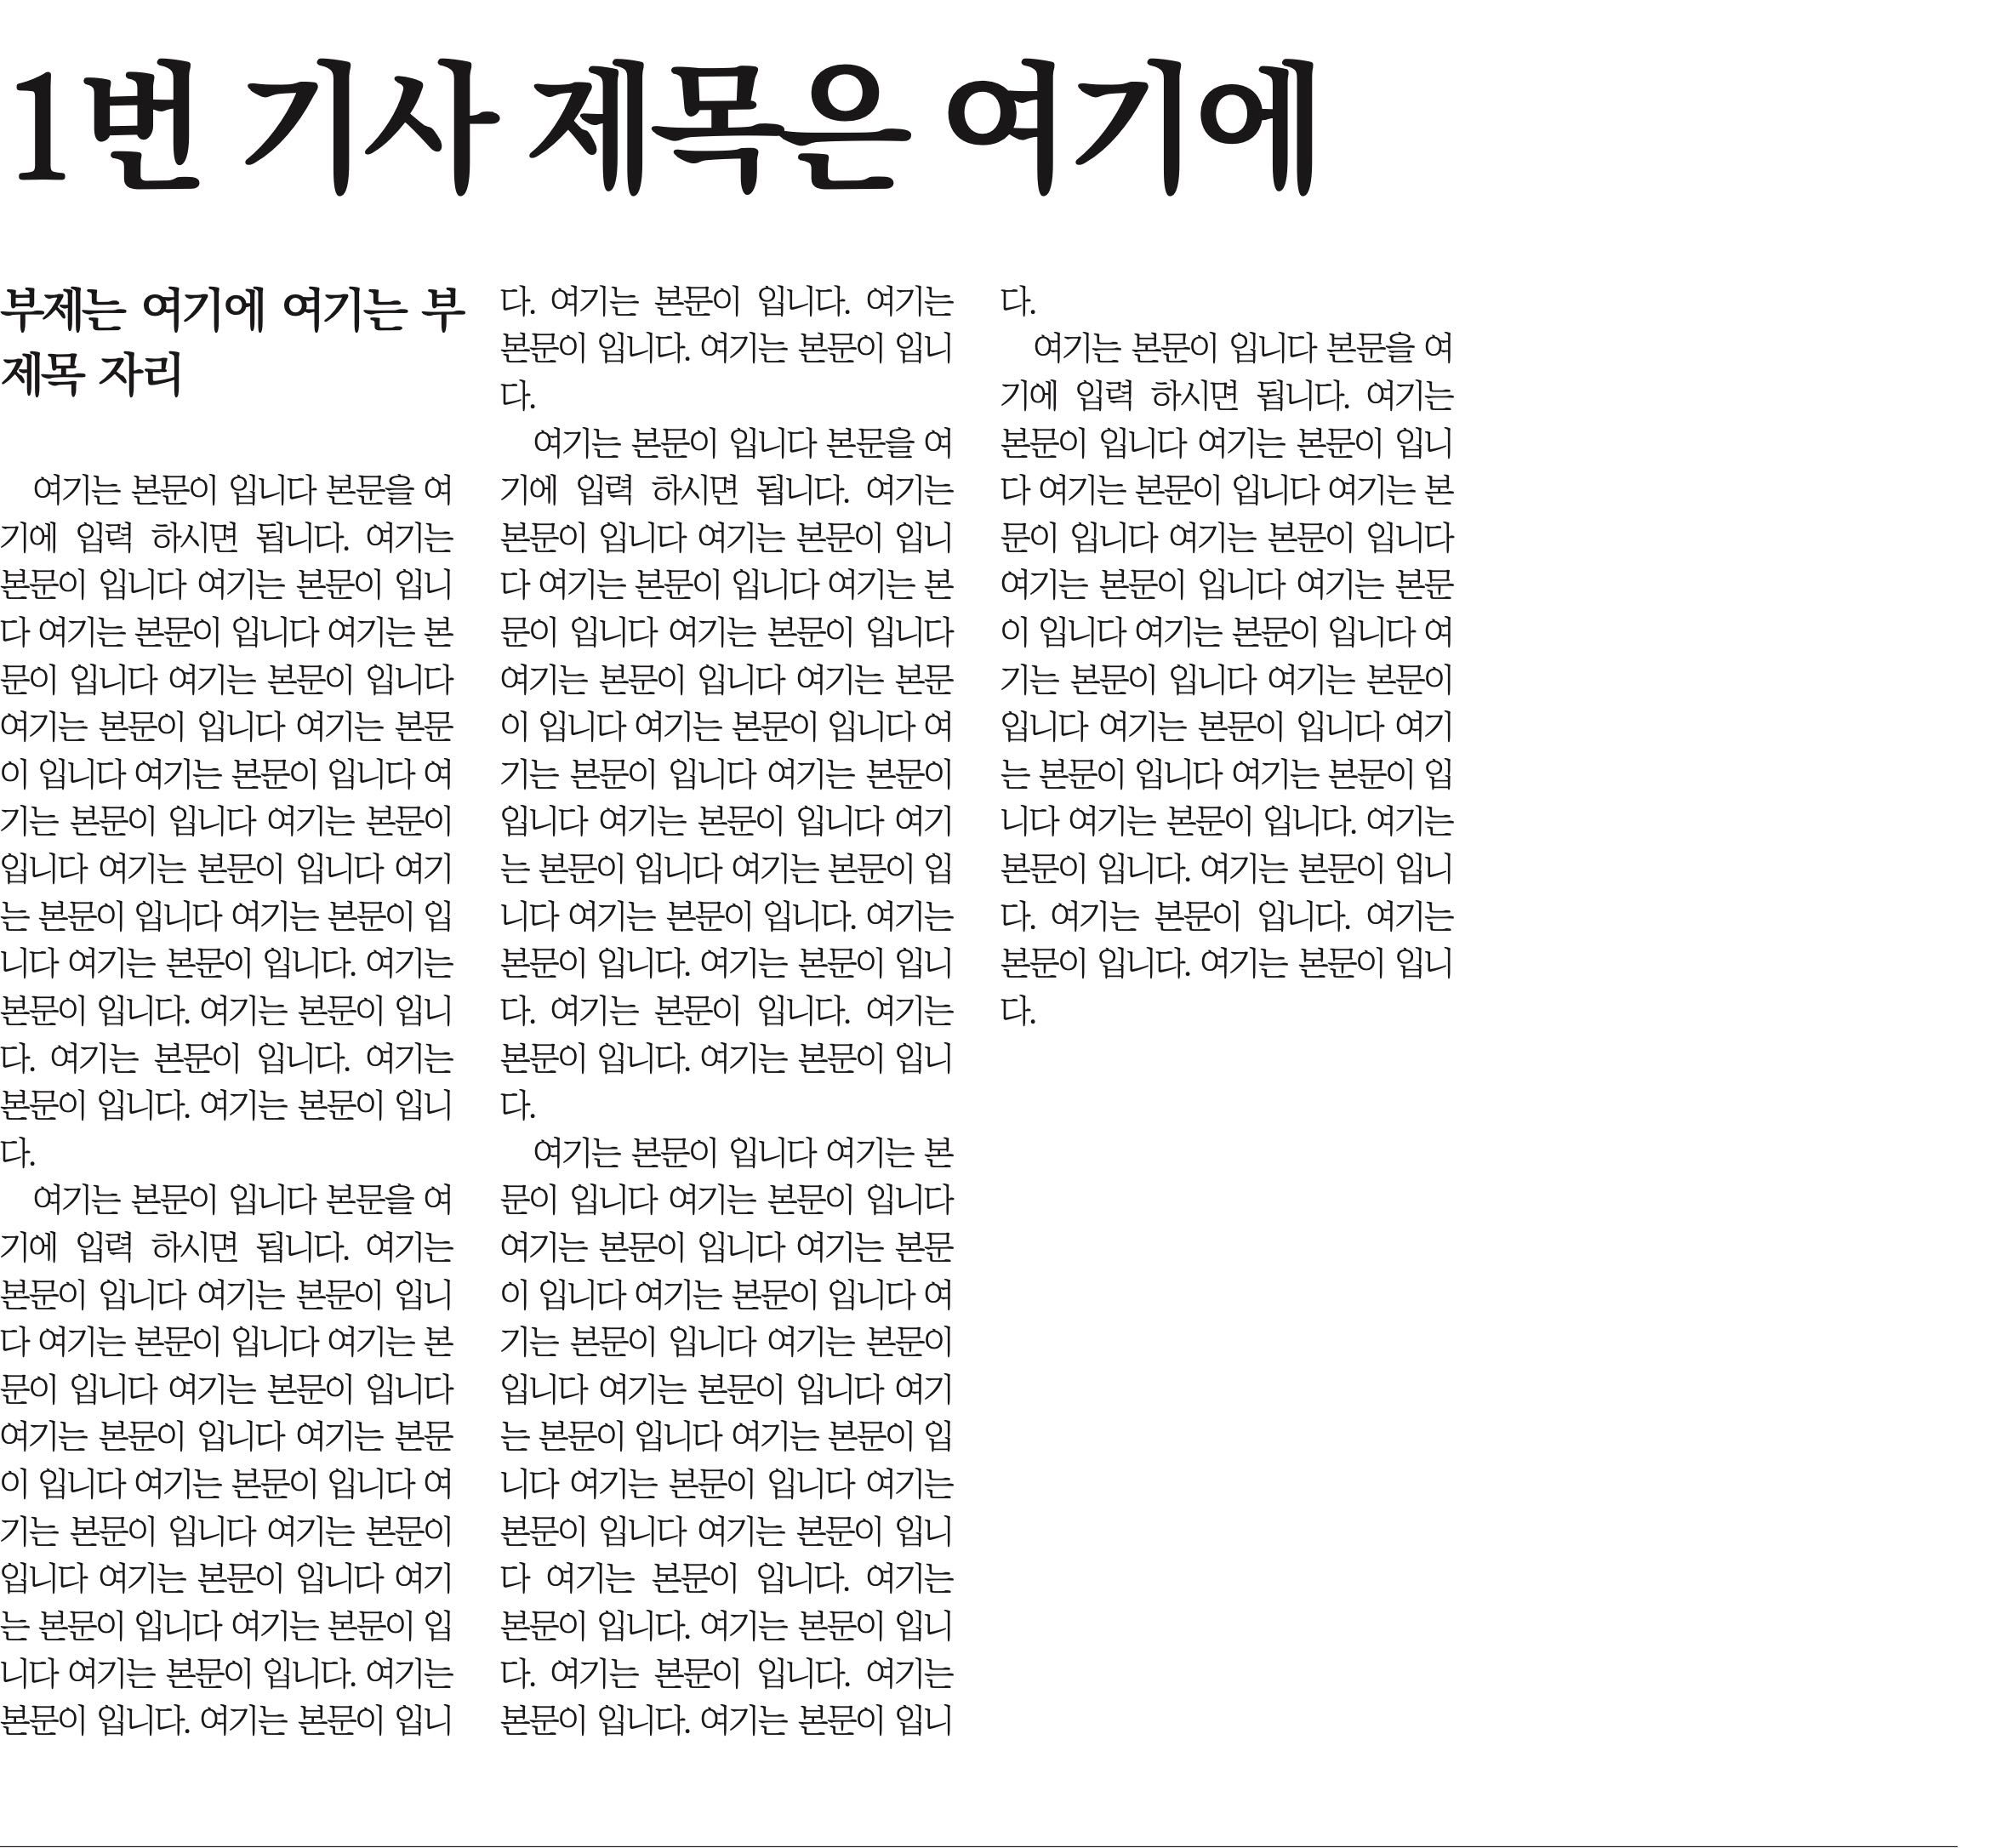 1번 기사 제목은 여기에
부제는 여기에 여기는 부
제목 자리
여기는 본문이 입니다 본문을 여
기에 입력 하시면 됩니다. 여기는
본문이 입니다 여기는 본문이 입니
다 여기는 본문이 입니다 여기는 본
문이 입니다 여기는 본문이 입니다
여기는 본문이 입니다 여기는 본문
이 입니다 여기는 본문이 입니다 여
기는 본문이 입니다 여기는 본문이
입니다 여기는 본문이 입니다 여기
는 본문이 입니다 여기는 본문이 입
니다 여기는 본문이 입니다. 여기는
본문이 입니다. 여기는 본문이 입니
다. 여기는 본문이 입니다. 여기는
본문이 입니다. 여기는 본문이 입니
다.
여기는 본문이 입니다 본문을 여
기에 입력 하시면 됩니다. 여기는
본문이 입니다 여기는 본문이 입니
다 여기는 본문이 입니다 여기는 본
문이 입니다 여기는 본문이 입니다
여기는 본문이 입니다 여기는 본문
이 입니다 여기는 본문이 입니다 여
기는 본문이 입니다 여기는 본문이
입니다 여기는 본문이 입니다 여기
는 본문이 입니다 여기는 본문이 입
니다 여기는 본문이 입니다. 여기는
본문이 입니다. 여기는 본문이 입니
다. 여기는 본문이 입니다. 여기는
본문이 입니다. 여기는 본문이 입니
다.
여기는 본문이 입니다 본문을 여
기에 입력 하시면 됩니다. 여기는
본문이 입니다 여기는 본문이 입니
다 여기는 본문이 입니다 여기는 본
문이 입니다 여기는 본문이 입니다
여기는 본문이 입니다 여기는 본문
이 입니다 여기는 본문이 입니다 여
기는 본문이 입니다 여기는 본문이
입니다 여기는 본문이 입니다 여기
는 본문이 입니다 여기는 본문이 입
니다 여기는 본문이 입니다. 여기는
본문이 입니다. 여기는 본문이 입니
다. 여기는 본문이 입니다. 여기는
본문이 입니다. 여기는 본문이 입니
다.
여기는 본문이 입니다 여기는 본
문이 입니다 여기는 본문이 입니다
여기는 본문이 입니다 여기는 본문
이 입니다 여기는 본문이 입니다 여
기는 본문이 입니다 여기는 본문이
입니다 여기는 본문이 입니다 여기
는 본문이 입니다 여기는 본문이 입
니다 여기는 본문이 입니다 여기는
본문이 입니다 여기는 본문이 입니
다 여기는 본문이 입니다. 여기는
본문이 입니다. 여기는 본문이 입니
다. 여기는 본문이 입니다. 여기는
본문이 입니다. 여기는 본문이 입니
다.
여기는 본문이 입니다 본문을 여
기에 입력 하시면 됩니다. 여기는
본문이 입니다 여기는 본문이 입니
다 여기는 본문이 입니다 여기는 본
문이 입니다 여기는 본문이 입니다
여기는 본문이 입니다 여기는 본문
이 입니다 여기는 본문이 입니다 여
기는 본문이 입니다 여기는 본문이
입니다 여기는 본문이 입니다 여기
는 본문이 입니다 여기는 본문이 입
니다 여기는 본문이 입니다. 여기는
본문이 입니다. 여기는 본문이 입니
다. 여기는 본문이 입니다. 여기는
본문이 입니다. 여기는 본문이 입니
다.